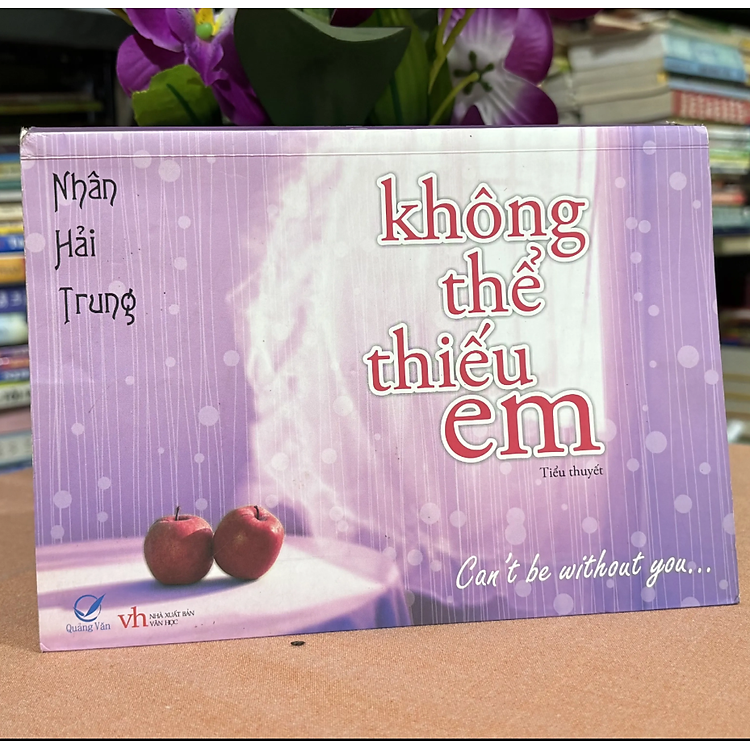 Nhân
Hải
Trung
không
thể
thiếu
em
Tiểu thuyết
Can't be without you...
Quảng Văn
vh NHÀ XUẤT BẢN
VĂN HỌC